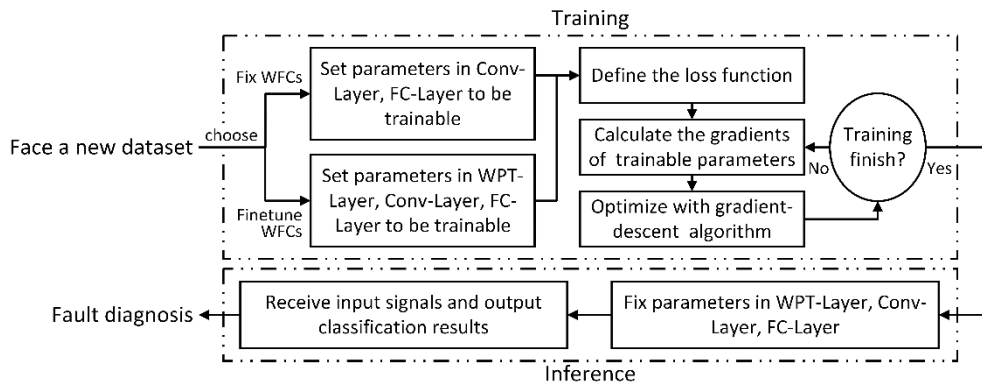 Training
Face a new dataset
choose
Fix WFCs
Set parameters in Conv-
Layer, FC-Layer to be
trainable
Finetune
WFCs
Set parameters in WPT-
Layer, Conv-Layer, FC-
Layer to be trainable
Define the loss function
Calculate the gradients
of trainable parameters
Optimize with gradient-
descent algorithm
Training
finish?
No
Yes
Fix parameters in WPT-Layer, Conv-
Layer, FC-Layer
Receive input signals and output
classification results
Fault diagnosis
Inference